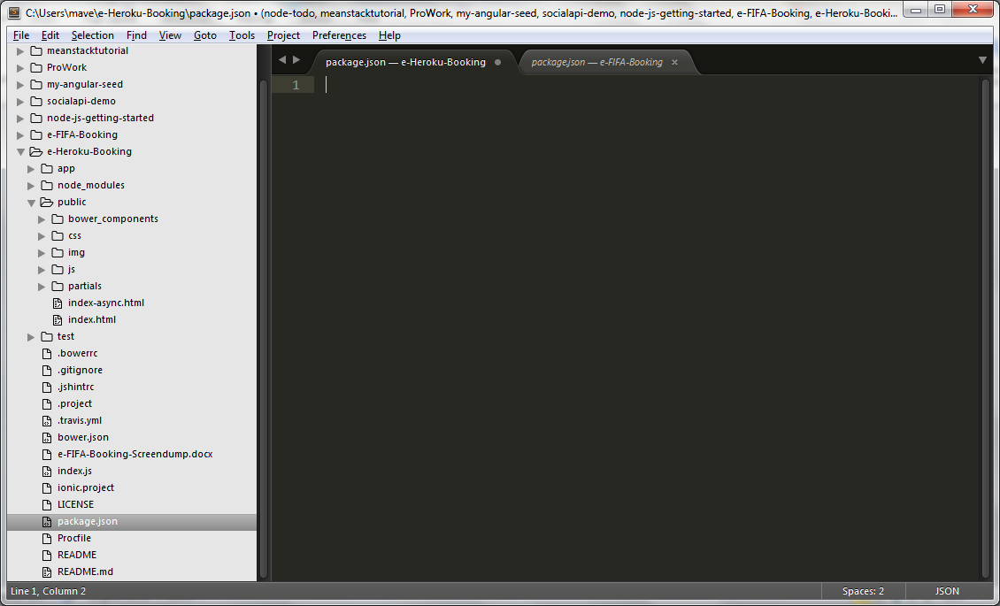 C:\Users\mave\e-Heroku-Booking\package.json • (node-todo, meanstacktutorial, ProWork, my-angular-seed, socialapi-demo, node-js-getting-started, e-FIFA-Booking, e-Heroku-Booki...
File Edit Selection Find View Goto Tools Project Preferences Help
meanstacktutorial
ProWork
my-angular-seed
socialapi-demo
node-js-getting-started
e-FIFA-Booking
e-Heroku-Booking
app
node_modules
public
bower_components
css
img
js
partials
index-async.html
index.html
test
.bowerrc
.gitignore
.jshintrc
.project
.travis.yml
bower.json
e-FIFA-Booking-Screendump.docx
index.js
ionic.project
LICENSE
package.json
Procfile
README
README.md
package.json — e-Heroku-Booking
package.json — e-FIFA-Booking
1
Line 1, Column 2
Spaces: 2
JSON